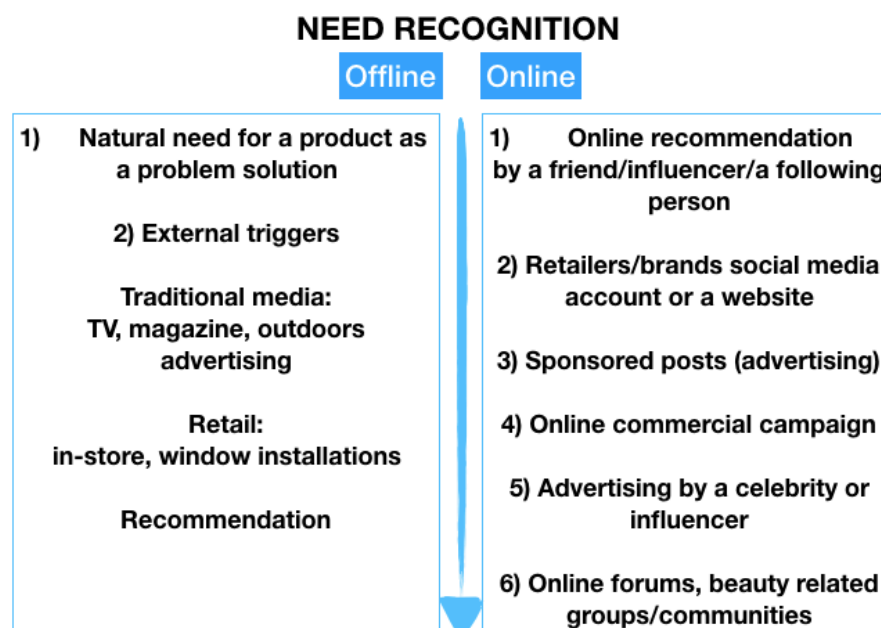 NEED RECOGNITION
Offline
Online
1) Natural need for a product as
a problem solution
2) External triggers
Traditional media:
TV, magazine, outdoors
advertising
Retail:
in-store, window installations
Recommendation
1) Online recommendation
by a friend/influencer/a following
person
2) Retailers/brands social media
account or a website
3) Sponsored posts (advertising)
4) Online commercial campaign
5) Advertising by a celebrity or
influencer
6) Online forums, beauty related
groups/communities